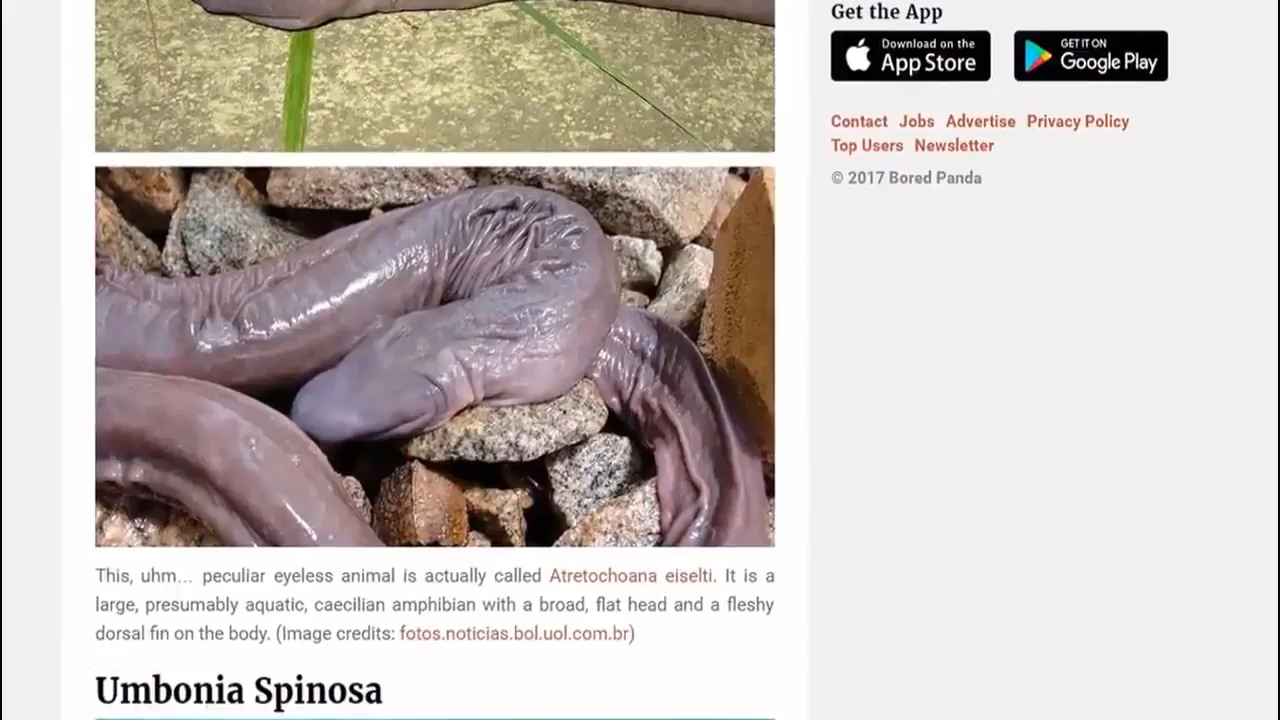 Get the App
Download on the
App Store
GET IT ON
Google Play
Contact Jobs Advertise Privacy Policy
Top Users Newsletter
© 2017 Bored Panda
This, uhm... peculiar eyeless animal is actually called Atretochoana eiselti. It is a
large, presumably aquatic, caecilian amphibian with a broad, flat head and a fleshy
dorsal fin on the body. (Image credits: fotos.noticias.bol.uol.com.br)
Umbonia Spinosa